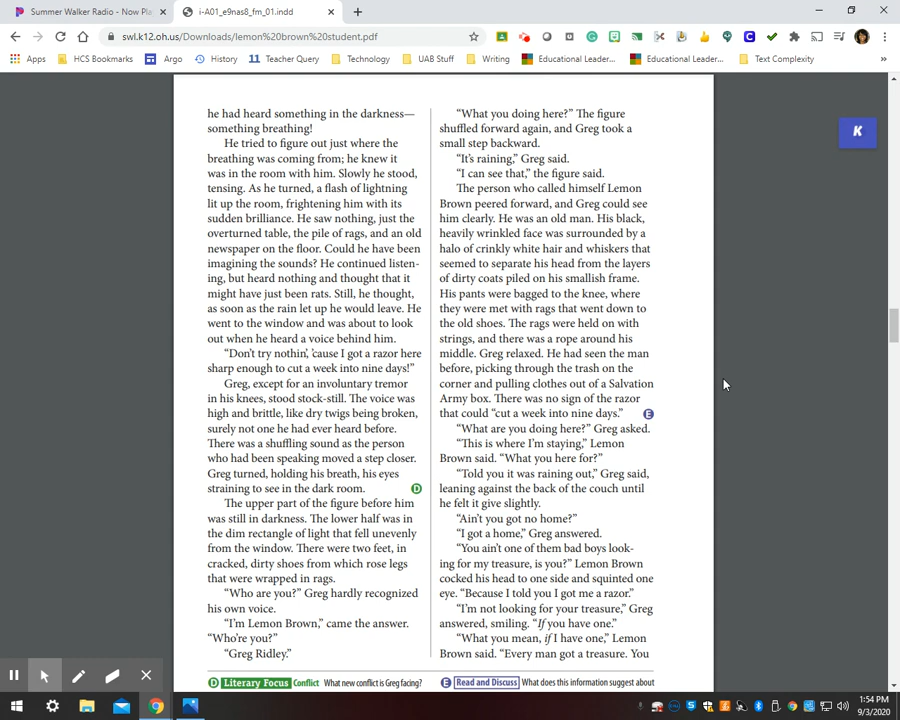 Summer Walker Radio - Now Pla
i-A01_e9nas8_fm_01.indd
swl.k12.oh.us/Downloads/lemon%20brown%20student.pdf
Apps
HCS Bookmarks
Argo
History
11 Teacher Query
Technology
UAB Stuff
Writing
Educational Leader...
Educational Leader...
Text Complexity
»
he had heard something in the darkness—
something breathing!
He tried to figure out just where the
breathing was coming from; he knew it
was in the room with him. Slowly he stood,
tensing. As he turned, a flash of lightning
lit up the room, frightening him with its
sudden brilliance. He saw nothing, just the
overturned table, the pile of rags, and an old
newspaper on the floor. Could he have been
imagining the sounds? He continued listen-
ing, but heard nothing and thought that it
might have just been rats. Still, he thought,
as soon as the rain let up he would leave. He
went to the window and was about to look
out when he heard a voice behind him.
“Don’t try nothin’, ’cause I got a razor here
sharp enough to cut a week into nine days!”
Greg, except for an involuntary tremor
in his knees, stood stock-still. The voice was
high and brittle, like dry twigs being broken,
surely not one he had ever heard before.
There was a shuffling sound as the person
who had been speaking moved a step closer.
Greg turned, holding his breath, his eyes
straining to see in the dark room. D
The upper part of the figure before him
was still in darkness. The lower half was in
the dim rectangle of light that fell unevenly
from the window. There were two feet, in
cracked, dirty shoes from which rose legs
that were wrapped in rags.
“Who are you?” Greg hardly recognized
his own voice.
“I’m Lemon Brown,” came the answer.
“Who’re you?”
“Greg Ridley.”
D Literary Focus Conflict What new conflict is Greg facing?
“What you doing here?” The figure
shuffled forward again, and Greg took a
small step backward.
“It’s raining,” Greg said.
“I can see that,” the figure said.
The person who called himself Lemon
Brown peered forward, and Greg could see
him clearly. He was an old man. His black,
heavily wrinkled face was surrounded by a
halo of crinkly white hair and whiskers that
seemed to separate his head from the layers
of dirty coats piled on his smallish frame.
His pants were bagged to the knee, where
they were met with rags that went down to
the old shoes. The rags were held on with
strings, and there was a rope around his
middle. Greg relaxed. He had seen the man
before, picking through the trash on the
corner and pulling clothes out of a Salvation
Army box. There was no sign of the razor
that could “cut a week into nine days.” E
“What are you doing here?” Greg asked.
“This is where I’m staying,” Lemon
Brown said. “What you here for?”
“Told you it was raining out,” Greg said,
leaning against the back of the couch until
he felt it give slightly.
“Ain’t you got no home?”
“I got a home,” Greg answered.
“You ain’t one of them bad boys look-
ing for my treasure, is you?” Lemon Brown
cocked his head to one side and squinted one
eye. “Because I told you I got me a razor.”
“I’m not looking for your treasure,” Greg
answered, smiling. “If you have one.”
“What you mean, if I have one,” Lemon
Brown said. “Every man got a treasure. You
E Read and Discuss What does this information suggest about
K
1:54 PM
9/3/2020